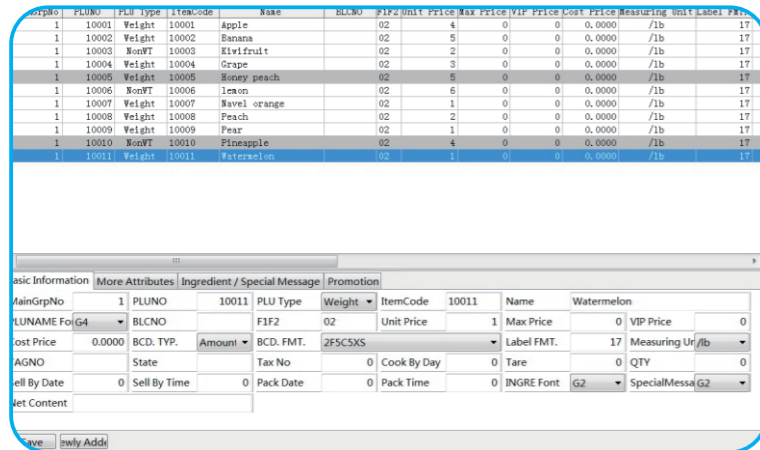 GrpNo PLUNO PLU Type ItemCode Name BLCNO F1F2 Unit Price Max Price VIP Price Cost Price Measuring Unit Label FMT.
1 10001 Weight 10001 Apple 02 4 0 0 0.0000 /lb 17
1 10002 Weight 10002 Banana 02 5 0 0 0.0000 /lb 17
1 10003 NonWT 10003 Kiwifruit 02 2 0 0 0.0000 /lb 17
1 10004 Weight 10004 Grape 02 3 0 0 0.0000 /lb 17
1 10005 Weight 10005 Honey peach 02 5 0 0 0.0000 /lb 17
1 10006 NonWT 10006 lemon 02 6 0 0 0.0000 /lb 17
1 10007 Weight 10007 Navel orange 02 1 0 0 0.0000 /lb 17
1 10008 Weight 10008 Peach 02 2 0 0 0.0000 /lb 17
1 10009 Weight 10009 Pear 02 1 0 0 0.0000 /lb 17
1 10010 NonWT 10010 Pineapple 02 4 0 0 0.0000 /lb 17
1 10011 Weight 10011 Watermelon 02 1 0 0 0.0000 /lb 17
asic Information More Attributes Ingredient / Special Message Promotion
MainGrpNo 1 PLUNO 10011 PLU Type Weight ItemCode 10011 Name Watermelon
LUNAME Fo G4 BLCNO F1F2 02 Unit Price 1 Max Price 0 VIP Price 0
ost Price 0.0000 BCD. TYP. Amount BCD. FMT. 2F5C5XS Label FMT. 17 Measuring Un /lb
AGNO State Tax No 0 Cook By Day 0 Tare 0 QTY 0
ell By Date 0 Sell By Time 0 Pack Date 0 Pack Time 0 INGRE Font G2 SpecialMessa G2
Net Content
Save ewly Adde